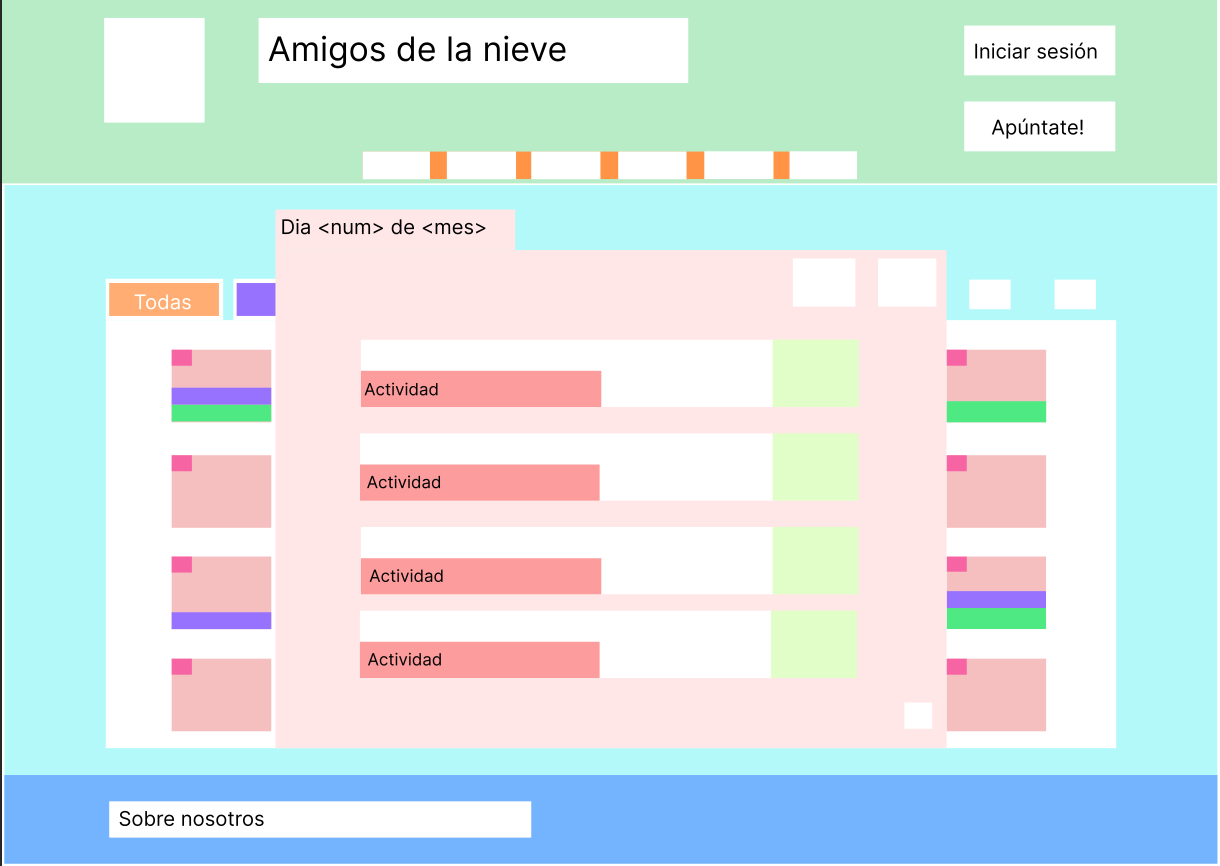 Amigos de la nieve
Iniciar sesión
Apúntate!
Dia <num> de <mes>
Todas
Actividad
Actividad
Actividad
Actividad
Sobre nosotros